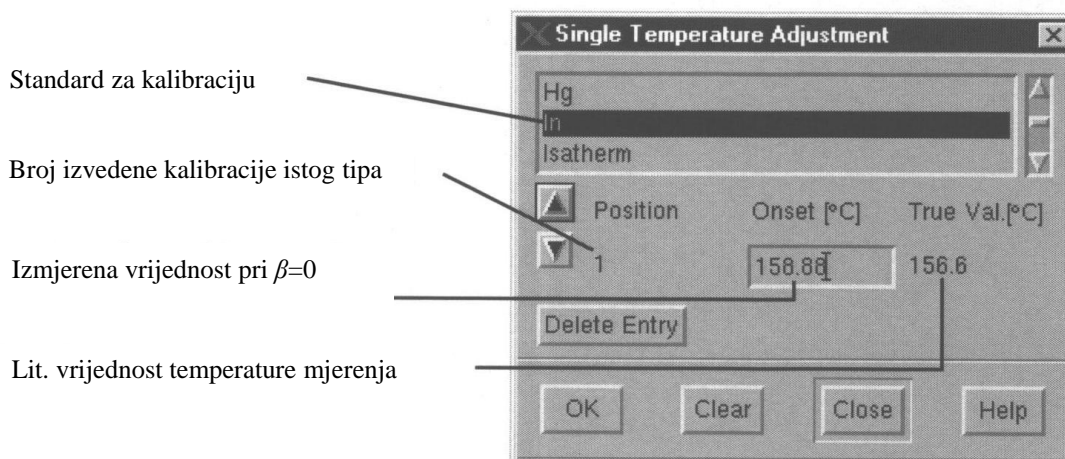 Single Temperature Adjustment
Standard za kalibraciju
Hg
In
Isatherm
Broj izvedene kalibracije istog tipa
Position Onset [°C] True Val.[°C]
1 158.88 156.6
Izmjerena vrijednost pri β=0
Delete Entry
Lit. vrijednost temperature mjerenja
OK Clear Close Help